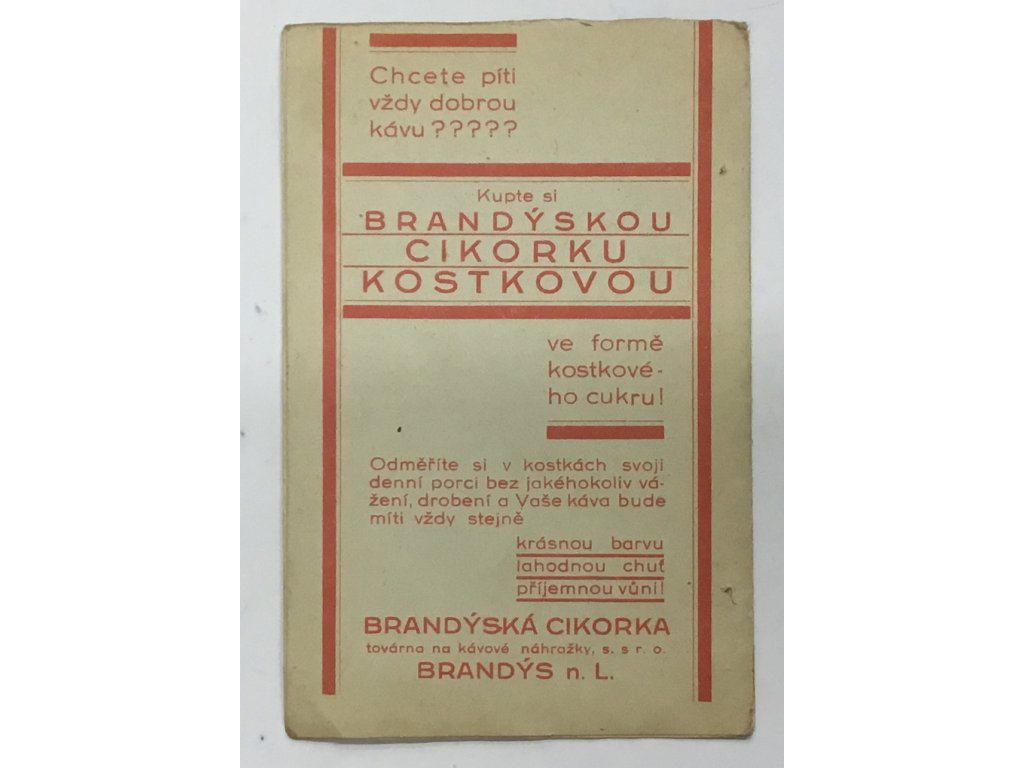 Chcete píti
vždy dobrou
kávu ?????
Kupte si
BRANDÝSKOU
CIKORKU
KOSTKOVOU
ve formě
kostkové-
ho cukru!
Odměříte si v kostkách svoji
denní porci bez jakéhokoliv vá-
žení, drobení a Vaše káva bude
míti vždy stejně
krásnou barvu
lahodnou chuť
příjemnou vůni!
BRANDÝSKÁ CIKORKA
továrna na kávové náhražky, s. s r. o.
BRANDÝS n. L.